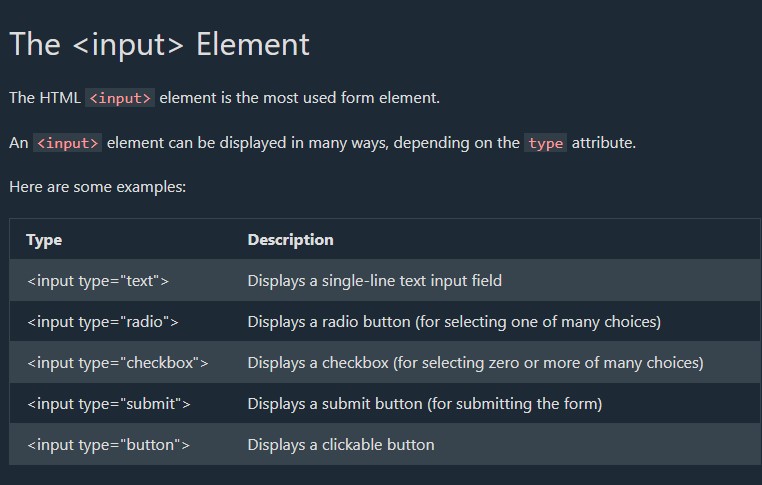 The <input> Element
The HTML <input> element is the most used form element.
An <input> element can be displayed in many ways, depending on the type attribute.
Here are some examples:
Type Description
<input type="text"> Displays a single-line text input field
<input type="radio"> Displays a radio button (for selecting one of many choices)
<input type="checkbox"> Displays a checkbox (for selecting zero or more of many choices)
<input type="submit"> Displays a submit button (for submitting the form)
<input type="button"> Displays a clickable button